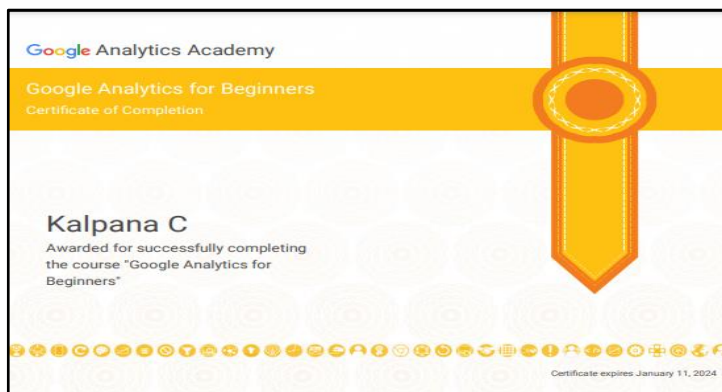 Google Analytics Academy
Google Analytics for Beginners
Certificate of Completion
Kalpana C
Awarded for successfully completing
the course "Google Analytics for
Beginners"
Certificate expires January 11, 2024